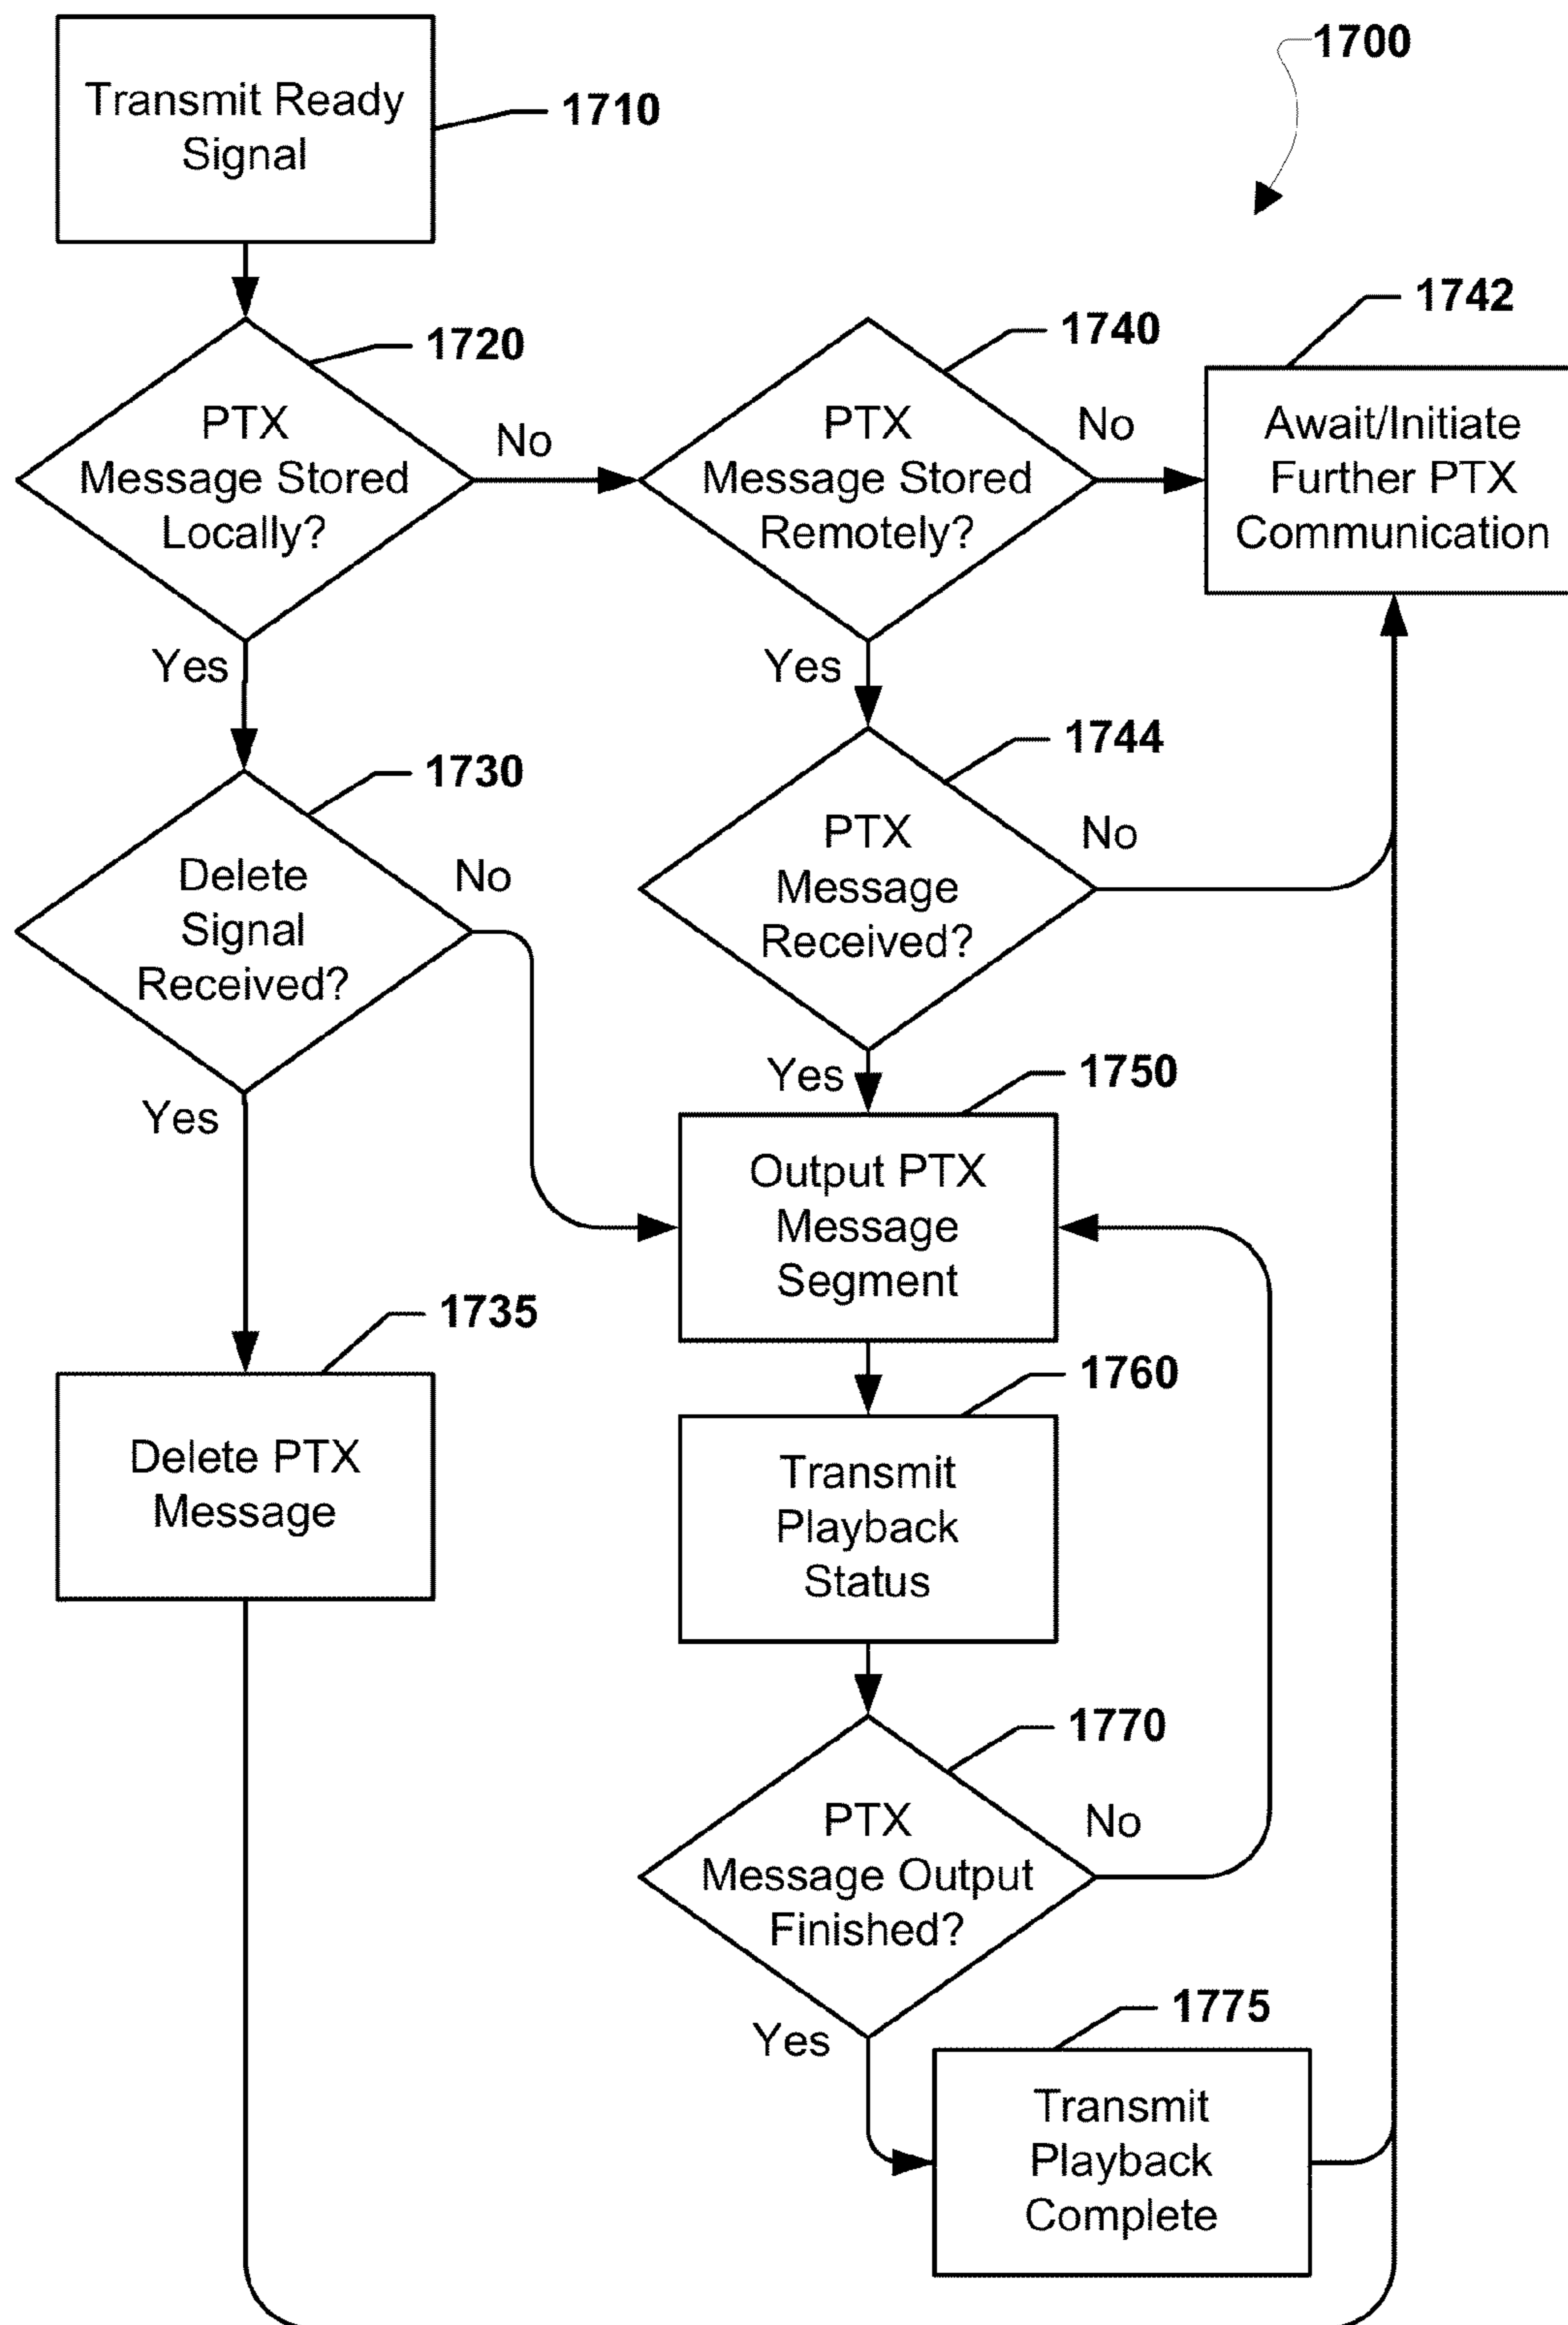 Transmit Ready
Signal
1710
1700
1720
PTX
Message Stored
Locally?
No
Yes
1740
PTX
Message Stored
Remotely?
No
Yes
1742
Await/Initiate
Further PTX
Communication
1730
Delete
Signal
Received?
No
Yes
1744
PTX
Message
Received?
No
Yes
1750
Output PTX
Message
Segment
1735
Delete PTX
Message
1760
Transmit
Playback
Status
1770
PTX
Message Output
Finished?
No
Yes
1775
Transmit
Playback
Complete